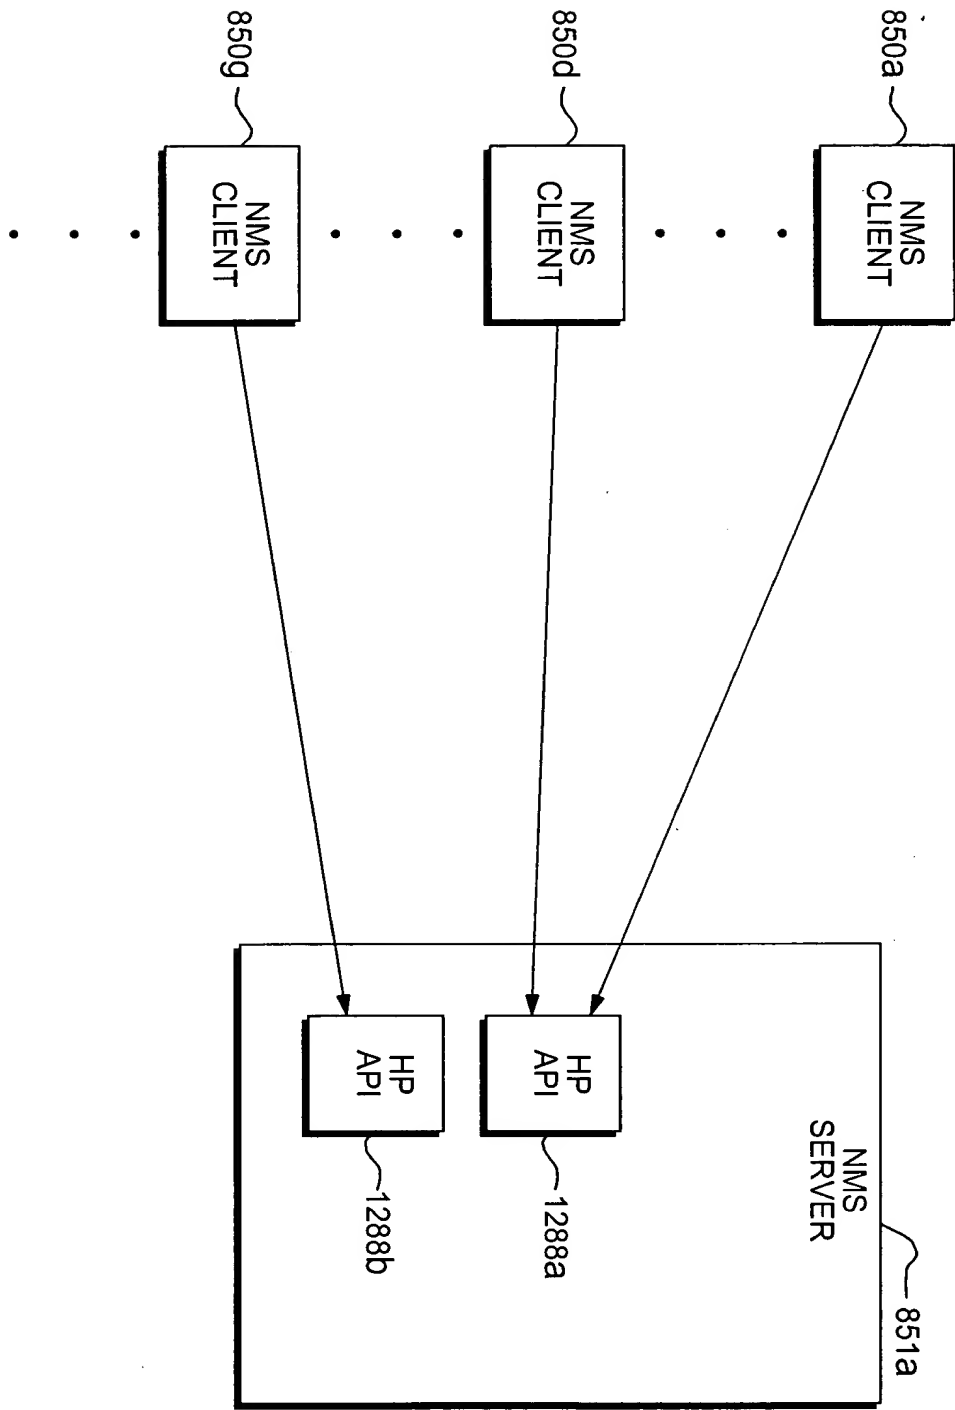 850a
NMS
CLIENT
850d
NMS
CLIENT
850g
NMS
CLIENT
851a
NMS
SERVER
HP
API
1288a
HP
API
1288b